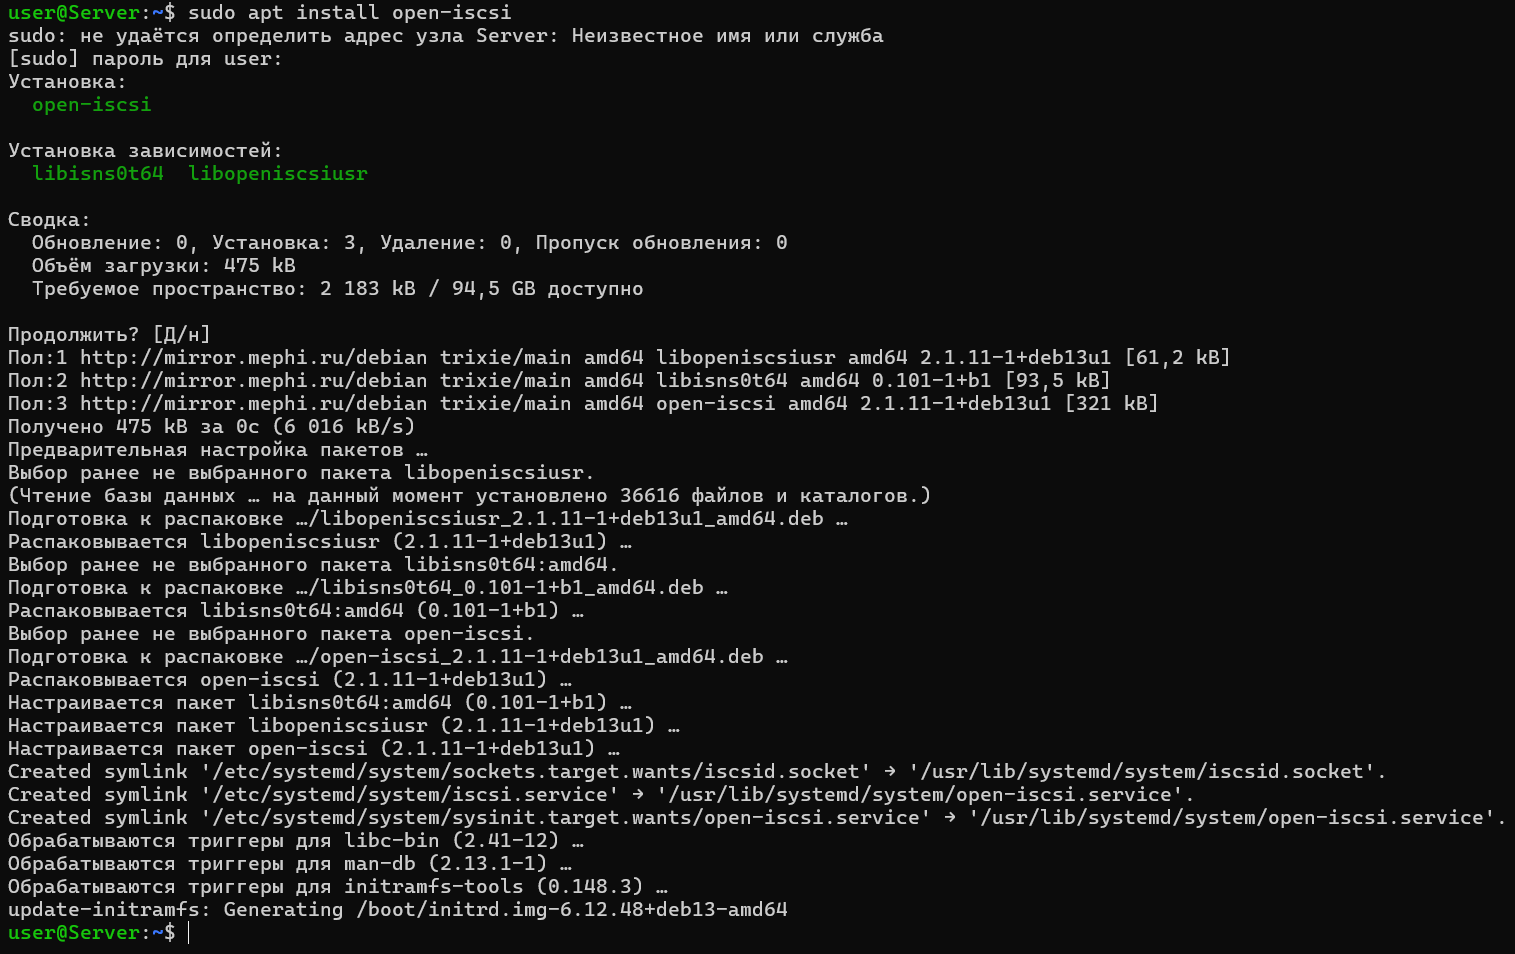 user@Server:~$ sudo apt install open-iscsi
sudo: не удаётся определить адрес узла Server: Неизвестное имя или служба
[sudo] пароль для user:
Установка:
  open-iscsi

Установка зависимостей:
  libisns0t64  libopeniscsiusr

Сводка:
  Обновление: 0, Установка: 3, Удаление: 0, Пропуск обновления: 0
  Объём загрузки: 475 kB
  Требуемое пространство: 2 183 kB / 94,5 GB доступно

Продолжить? [Д/н]
Пол:1 http://mirror.mephi.ru/debian trixie/main amd64 libopeniscsiusr amd64 2.1.11-1+deb13u1 [61,2 kB]
Пол:2 http://mirror.mephi.ru/debian trixie/main amd64 libisns0t64 amd64 0.101-1+b1 [93,5 kB]
Пол:3 http://mirror.mephi.ru/debian trixie/main amd64 open-iscsi amd64 2.1.11-1+deb13u1 [321 kB]
Получено 475 kB за 0с (6 016 kB/s)
Предварительная настройка пакетов …
Выбор ранее не выбранного пакета libopeniscsiusr.
(Чтение базы данных … на данный момент установлено 36616 файлов и каталогов.)
Подготовка к распаковке …/libopeniscsiusr_2.1.11-1+deb13u1_amd64.deb …
Распаковывается libopeniscsiusr (2.1.11-1+deb13u1) …
Выбор ранее не выбранного пакета libisns0t64:amd64.
Подготовка к распаковке …/libisns0t64_0.101-1+b1_amd64.deb …
Распаковывается libisns0t64:amd64 (0.101-1+b1) …
Выбор ранее не выбранного пакета open-iscsi.
Подготовка к распаковке …/open-iscsi_2.1.11-1+deb13u1_amd64.deb …
Распаковывается open-iscsi (2.1.11-1+deb13u1) …
Настраивается пакет libisns0t64:amd64 (0.101-1+b1) …
Настраивается пакет libopeniscsiusr (2.1.11-1+deb13u1) …
Настраивается пакет open-iscsi (2.1.11-1+deb13u1) …
Created symlink '/etc/systemd/system/sockets.target.wants/iscsid.socket' → '/usr/lib/systemd/system/iscsid.socket'.
Created symlink '/etc/systemd/system/iscsi.service' → '/usr/lib/systemd/system/open-iscsi.service'.
Created symlink '/etc/systemd/system/sysinit.target.wants/open-iscsi.service' → '/usr/lib/systemd/system/open-iscsi.service'.
Обрабатываются триггеры для libc-bin (2.41-12) …
Обрабатываются триггеры для man-db (2.13.1-1) …
Обрабатываются триггеры для initramfs-tools (0.148.3) …
update-initramfs: Generating /boot/initrd.img-6.12.48+deb13-amd64
user@Server:~$